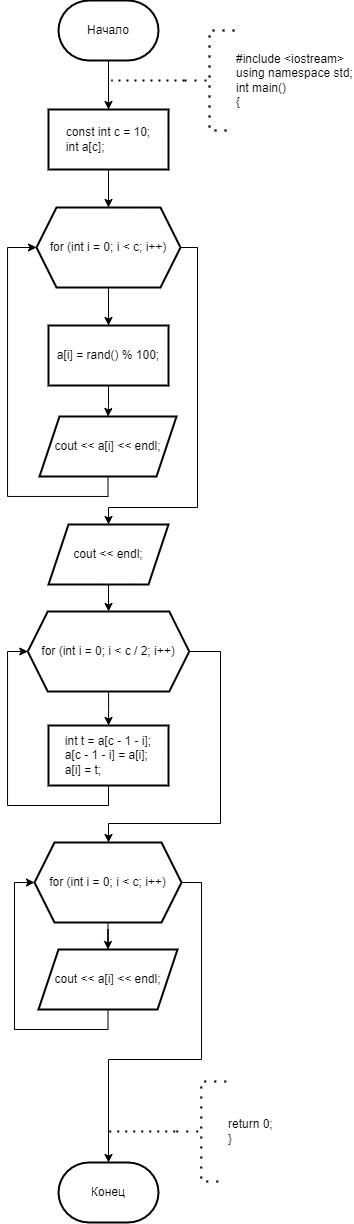 Начало
#include <iostream>
using namespace std;
int main()
{
const int c = 10;
int a[c];
for (int i = 0; i < c; i++)
a[i] = rand() % 100;
cout << a[i] << endl;
cout << endl;
for (int i = 0; i < c / 2; i++)
int t = a[c - 1 - i];
a[c - 1 - i] = a[i];
a[i] = t;
for (int i = 0; i < c; i++)
cout << a[i] << endl;
return 0;
}
Конец